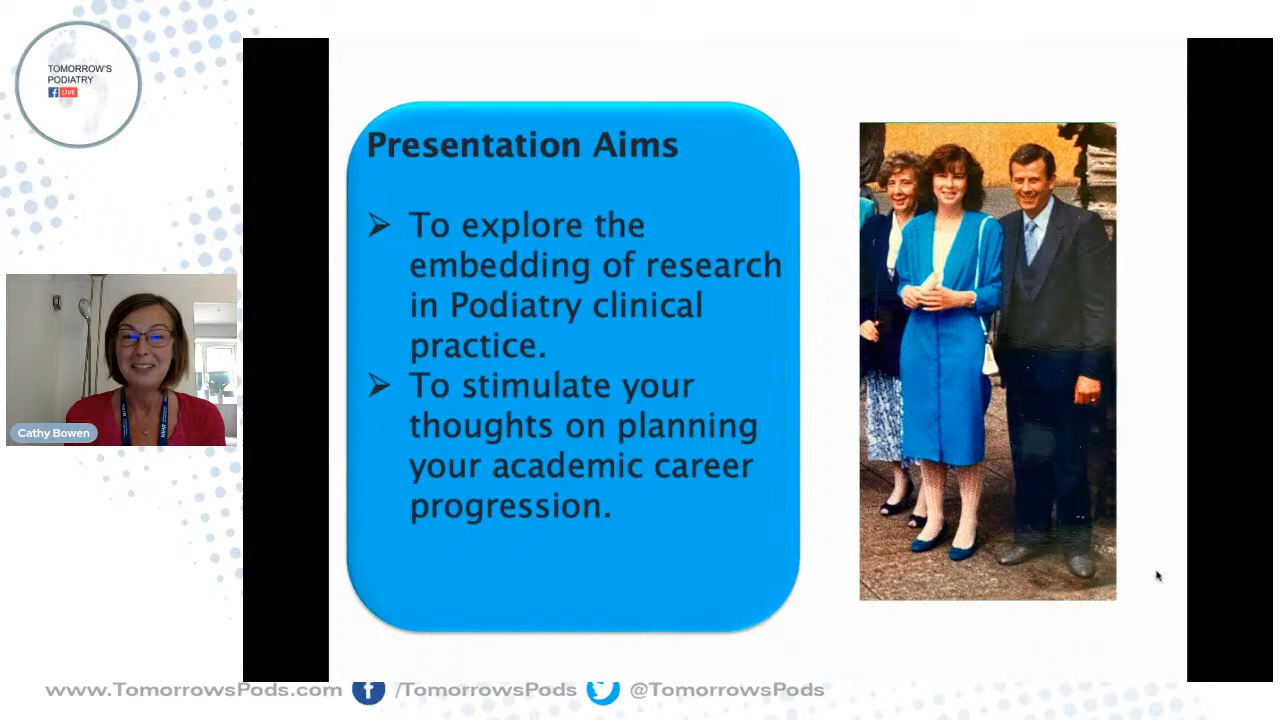 TOMORROW'S
PODIATRY
f LIVE
Presentation Aims
➢ To explore the
embedding of research
in Podiatry clinical
practice.
➢ To stimulate your
thoughts on planning
your academic career
progression.
Cathy Bowen
www.TomorrowsPods.com f /TomorrowsPods @TomorrowsPods